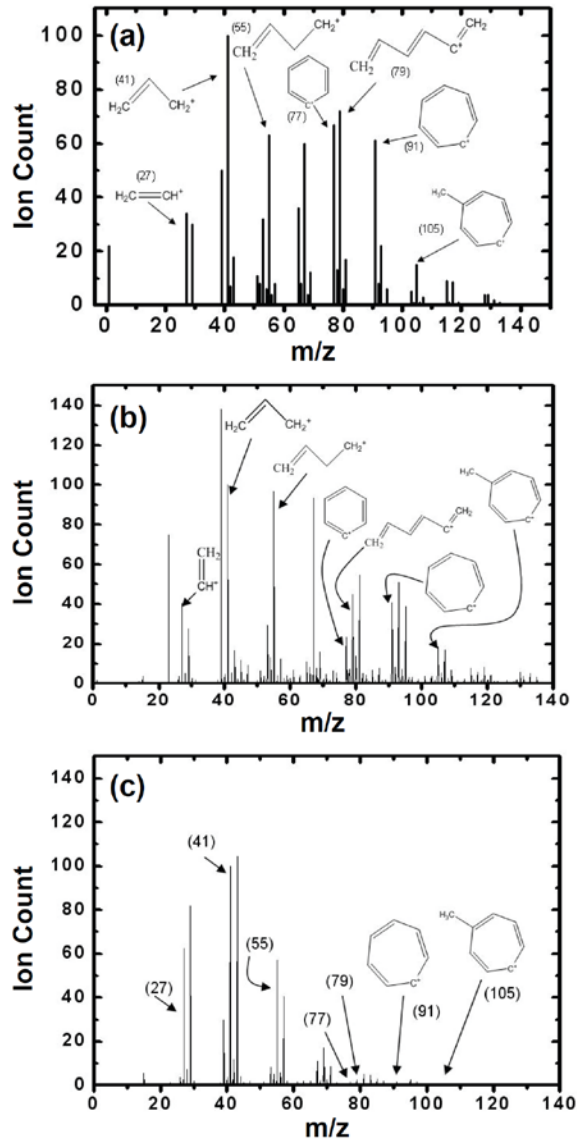 (a)
(55)
CH₂⁺
CH₂
(41)
H₂C
CH₂⁺
(77)
C⁺
CH₂
CH₂
C⁺
(79)
(91)
C⁺
(27)
H₂C
CH⁺
(105)
H₃C
C⁺
Ion Count
100
80
60
40
20
0
0 20 40 60 80 100 120 140
m/z
(b)
H₂C
CH₂⁺
CH₂
CH₂⁺
CH₂
CH⁺
C⁺
CH₂
C⁺
CH₂
C⁺
H₃C
C⁺
Ion Count
140
120
100
80
60
40
20
0
0 20 40 60 80 100 120 140
m/z
(c)
(41)
(27)
(55)
(77)
(79)
(91)
C⁺
(105)
H₃C
C⁺
Ion Count
140
120
100
80
60
40
20
0
0 20 40 60 80 100 120 140
m/z